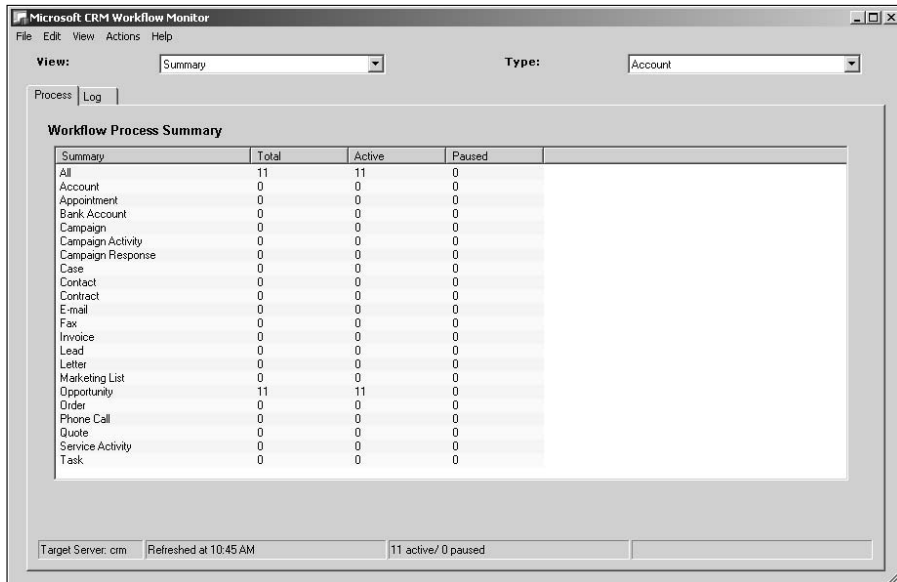 Microsoft CRM Workflow Monitor
File Edit View Actions Help
View: Summary Type: Account
Process Log
Workflow Process Summary
Summary Total Active Paused
All 11 11 0
Account 0 0 0
Appointment 0 0 0
Bank Account 0 0 0
Campaign 0 0 0
Campaign Activity 0 0 0
Campaign Response 0 0 0
Case 0 0 0
Contact 0 0 0
Contract 0 0 0
E-mail 0 0 0
Fax 0 0 0
Invoice 0 0 0
Lead 0 0 0
Letter 0 0 0
Marketing List 0 0 0
Opportunity 11 11 0
Order 0 0 0
Phone Call 0 0 0
Quote 0 0 0
Service Activity 0 0 0
Task 0 0 0
Target Server: crm Refreshed at 10:45 AM 11 active/ 0 paused